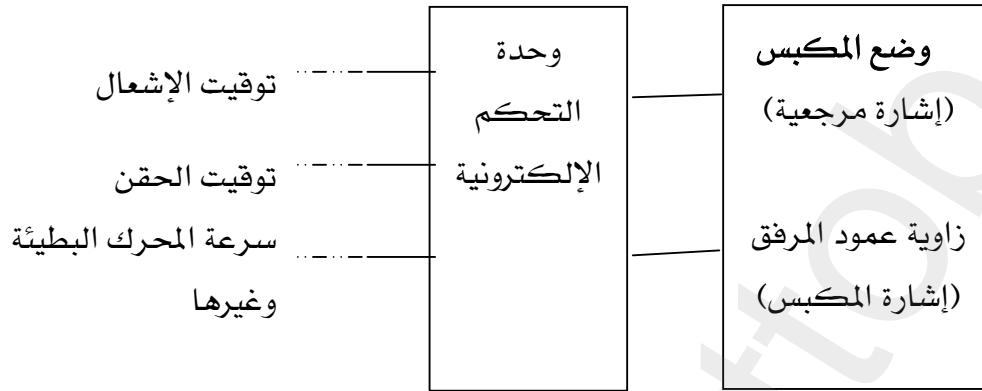 وضع المكبس
(إشارة مرجعية)
زاوية عمود المرفق
(إشارة المكبس)
وحدة
التحكم
الإلكترونية
توقيت الإشعال
توقيت الحقن
سرعة المحرك البطيئة
وغيرها